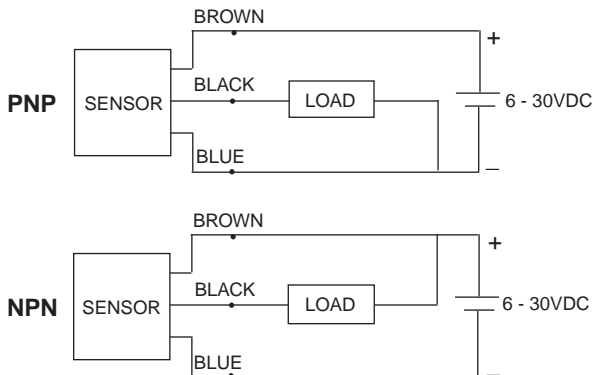 BROWN
+
BLACK
PNP SENSOR LOAD 6 - 30VDC
BLUE
–
BROWN
+
BLACK
NPN SENSOR LOAD 6 - 30VDC
BLUE
–